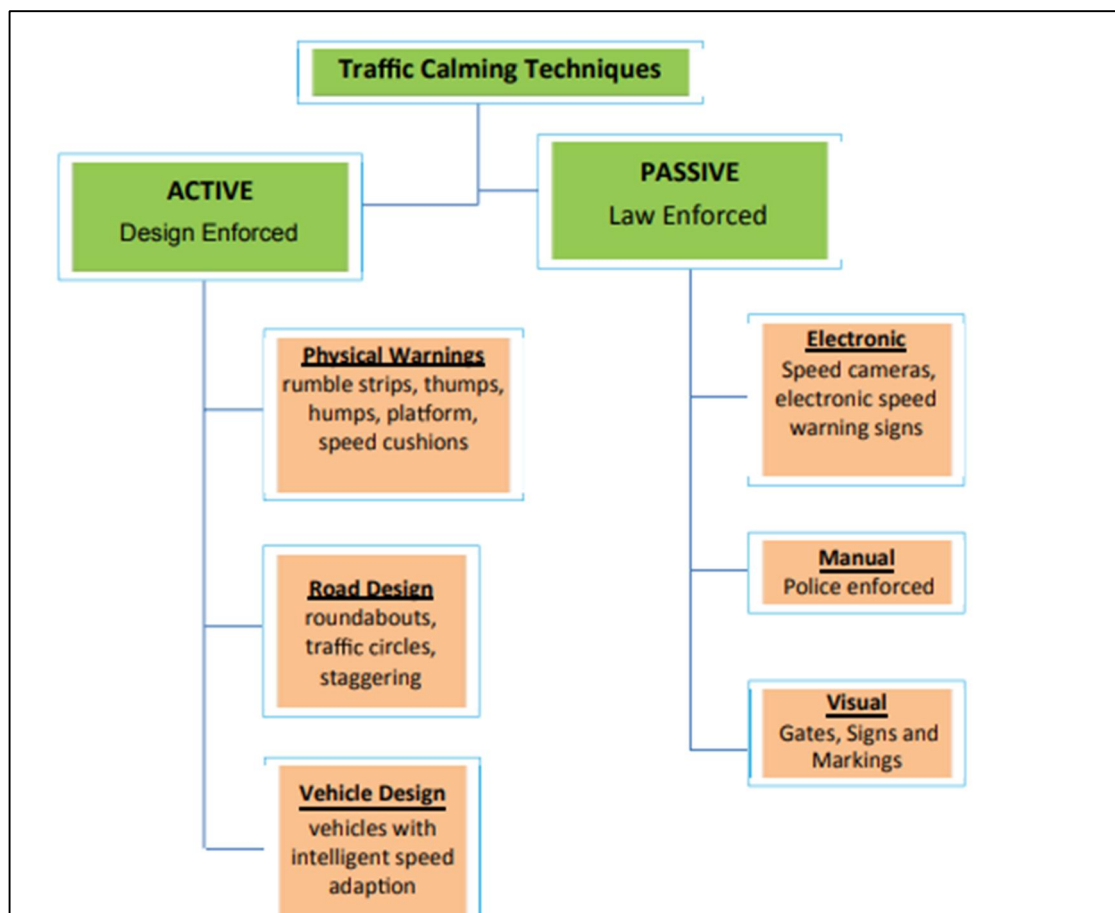 Traffic Calming Techniques
ACTIVE
Design Enforced
PASSIVE
Law Enforced
Physical Warnings
rumble strips, thumps,
humps, platform,
speed cushions
Road Design
roundabouts,
traffic circles,
staggering
Vehicle Design
vehicles with
intelligent speed
adaption
Electronic
Speed cameras,
electronic speed
warning signs
Manual
Police enforced
Visual
Gates, Signs and
Markings